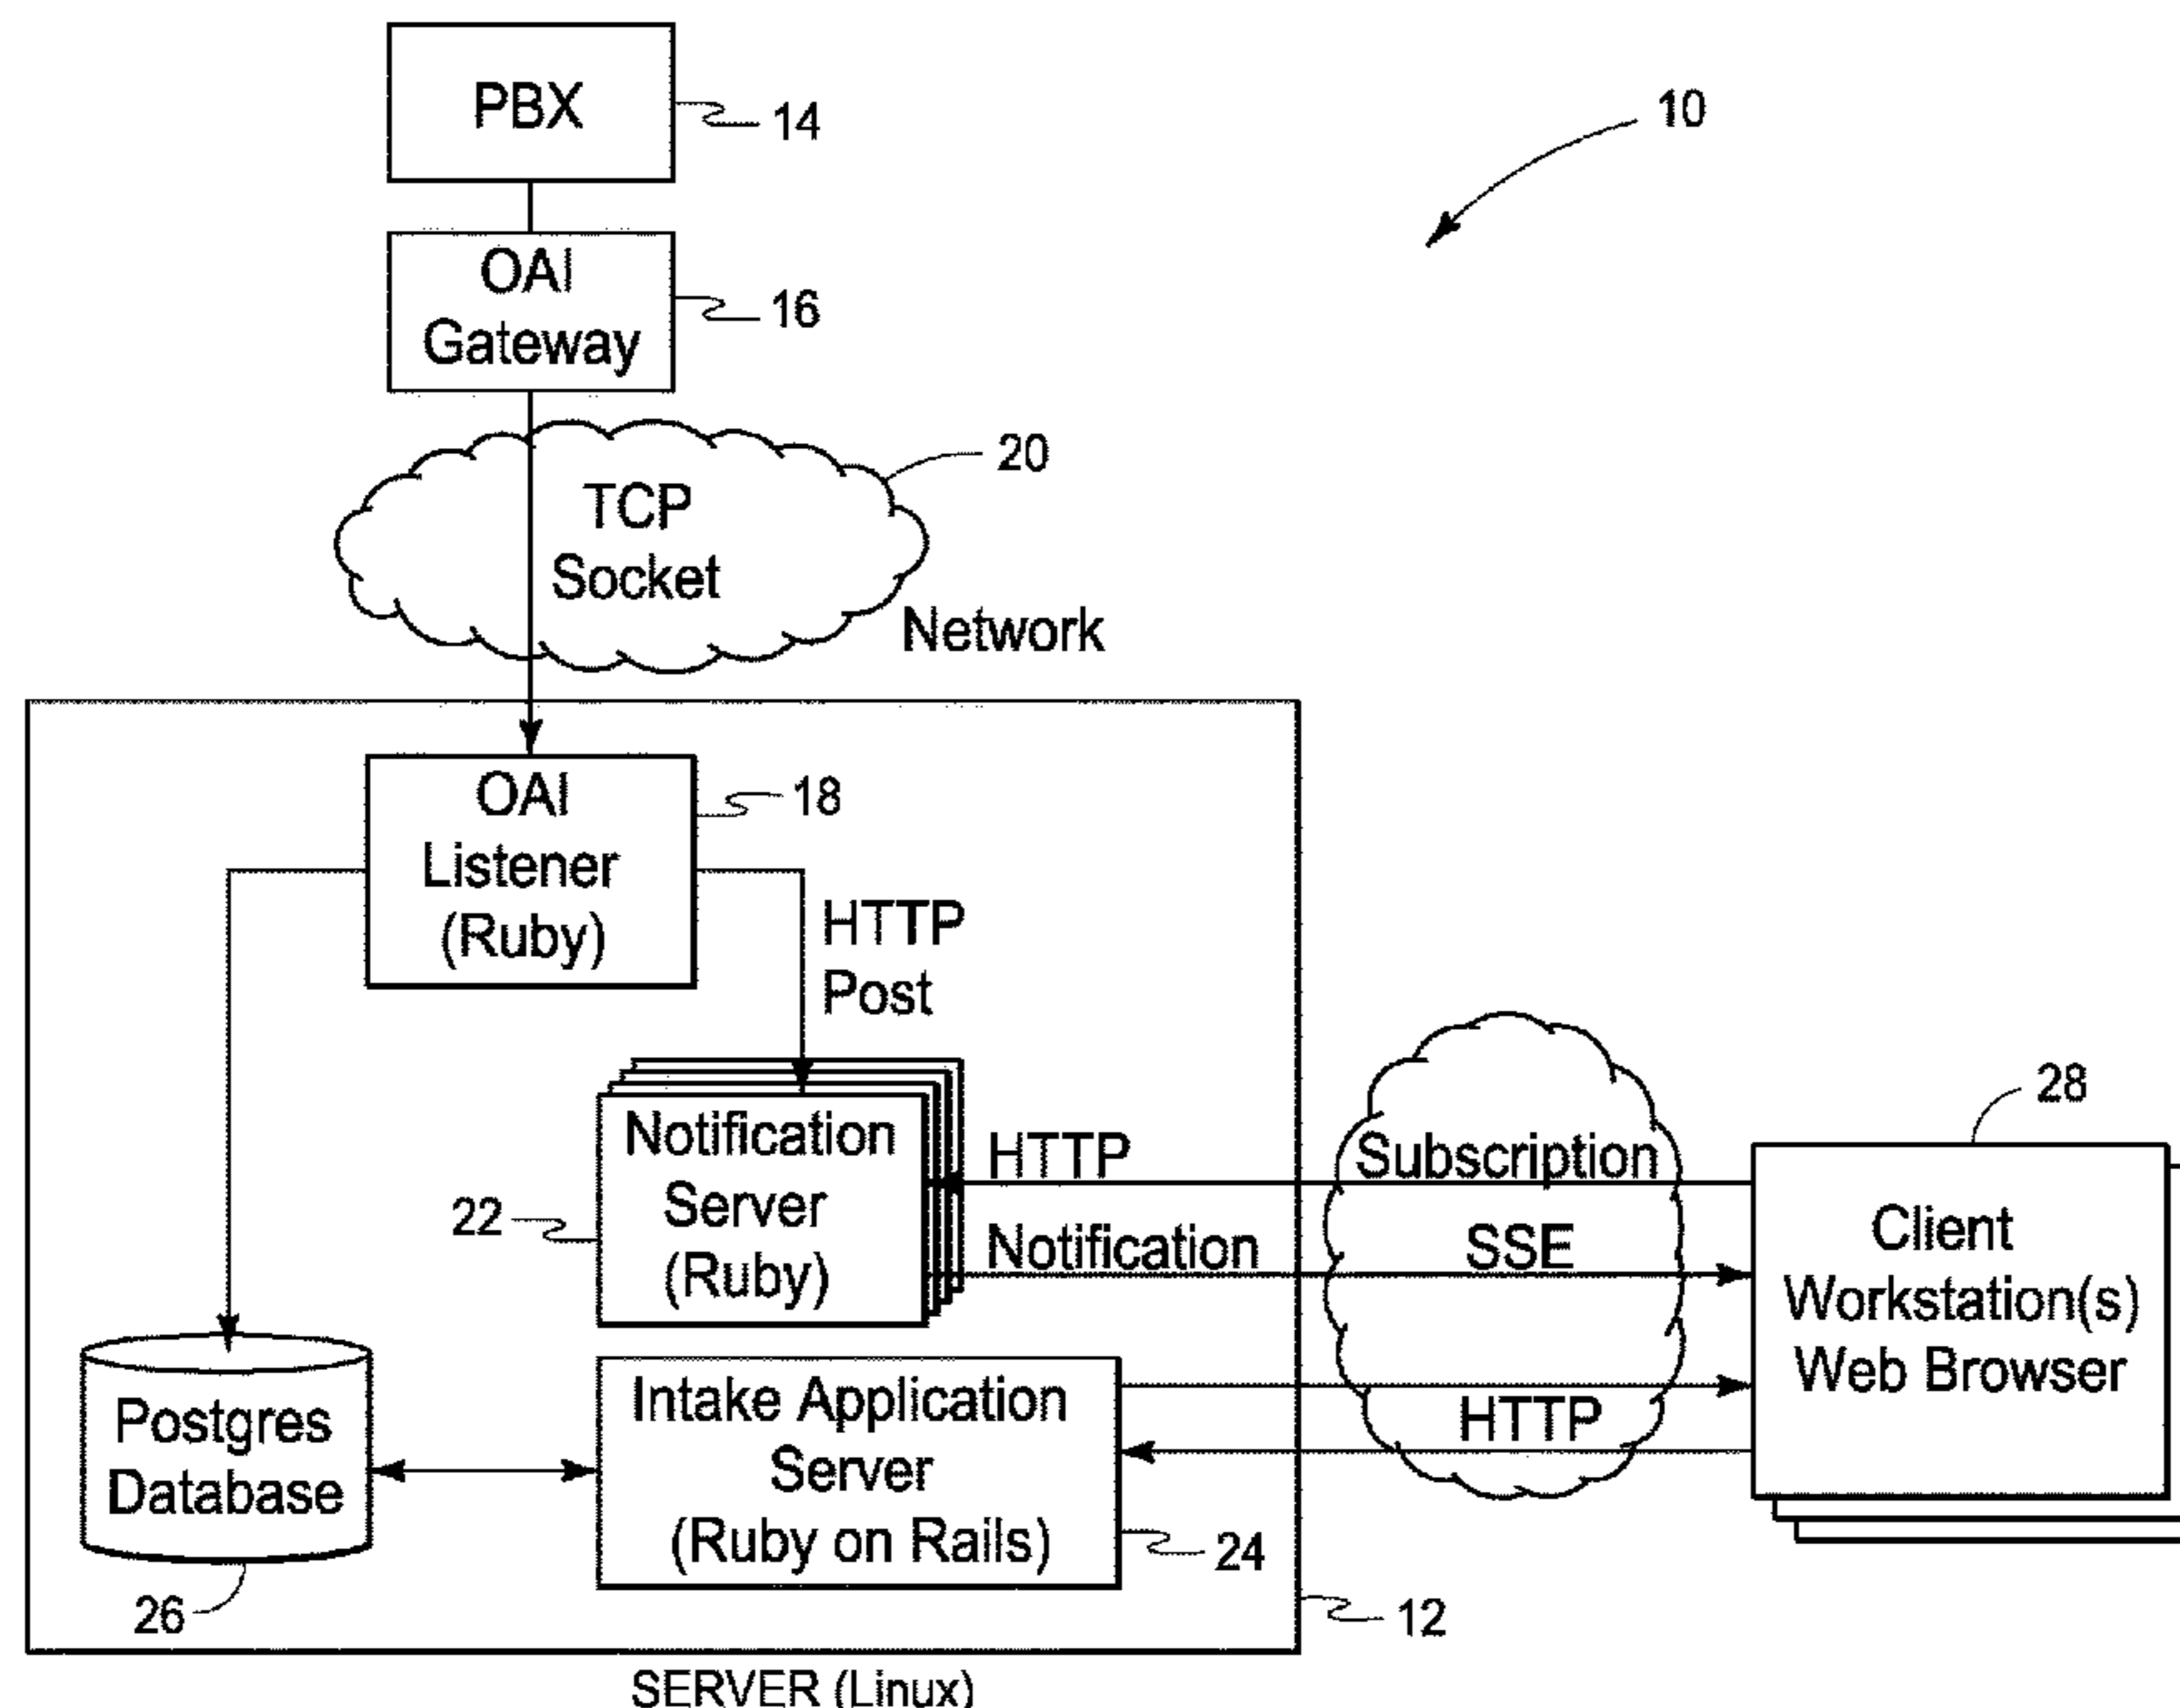 PBX
14
10
OAI
Gateway
16
20
TCP
Socket
Network
OAI
Listener
(Ruby)
18
HTTP
Post
Notification
Server
(Ruby)
22
HTTP
Subscription
Notification
SSE
28
Client
Workstation(s)
Web Browser
Postgres
Database
26
Intake Application
Server
(Ruby on Rails)
24
HTTP
12
SERVER (Linux)